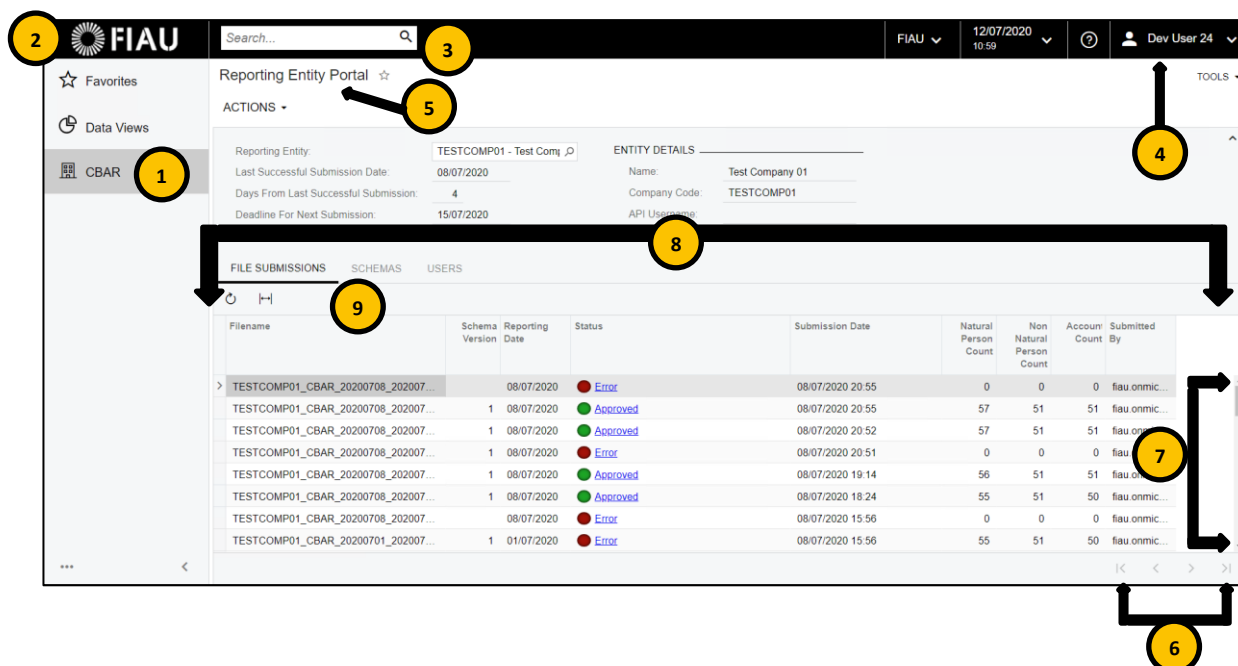 2 FIAU Search... 3 FIAU 12/07/2020 10:59 Dev User 24
Favorites Reporting Entity Portal TOOLS
5
ACTIONS
Data Views
4
CBAR 1
Reporting Entity: TESTCOMP01 - Test Com ENTITY DETAILS
Last Successful Submission Date: 08/07/2020 Name: Test Company 01
Days From Last Successful Submission: 4 Company Code: TESTCOMP01
Deadline For Next Submission: 15/07/2020 API Username:
8
FILE SUBMISSIONS SCHEMAS USERS
9
Filename Schema Version Reporting Date Status Submission Date Natural Person Count Non Natural Person Count Account Count Submitted By
TESTCOMP01_CBAR_20200708_202007... 08/07/2020 Error 08/07/2020 20:55 0 0 0 fiau.onmic...
TESTCOMP01_CBAR_20200708_202007... 1 08/07/2020 Approved 08/07/2020 20:55 57 51 51 fiau.onmic...
TESTCOMP01_CBAR_20200708_202007... 1 08/07/2020 Approved 08/07/2020 20:52 57 51 51 fiau.onmic...
TESTCOMP01_CBAR_20200708_202007... 1 08/07/2020 Error 08/07/2020 20:51 0 0 0 fiau.
7
TESTCOMP01_CBAR_20200708_202007... 1 08/07/2020 Approved 08/07/2020 19:14 56 51 51 fiau.
TESTCOMP01_CBAR_20200708_202007... 1 08/07/2020 Approved 08/07/2020 18:24 55 51 50 fiau.onmic...
TESTCOMP01_CBAR_20200708_202007... 08/07/2020 Error 08/07/2020 15:56 0 0 0 fiau.onmic...
TESTCOMP01_CBAR_20200701_202007... 1 01/07/2020 Error 08/07/2020 15:56 55 51 50 fiau.onmic...
6